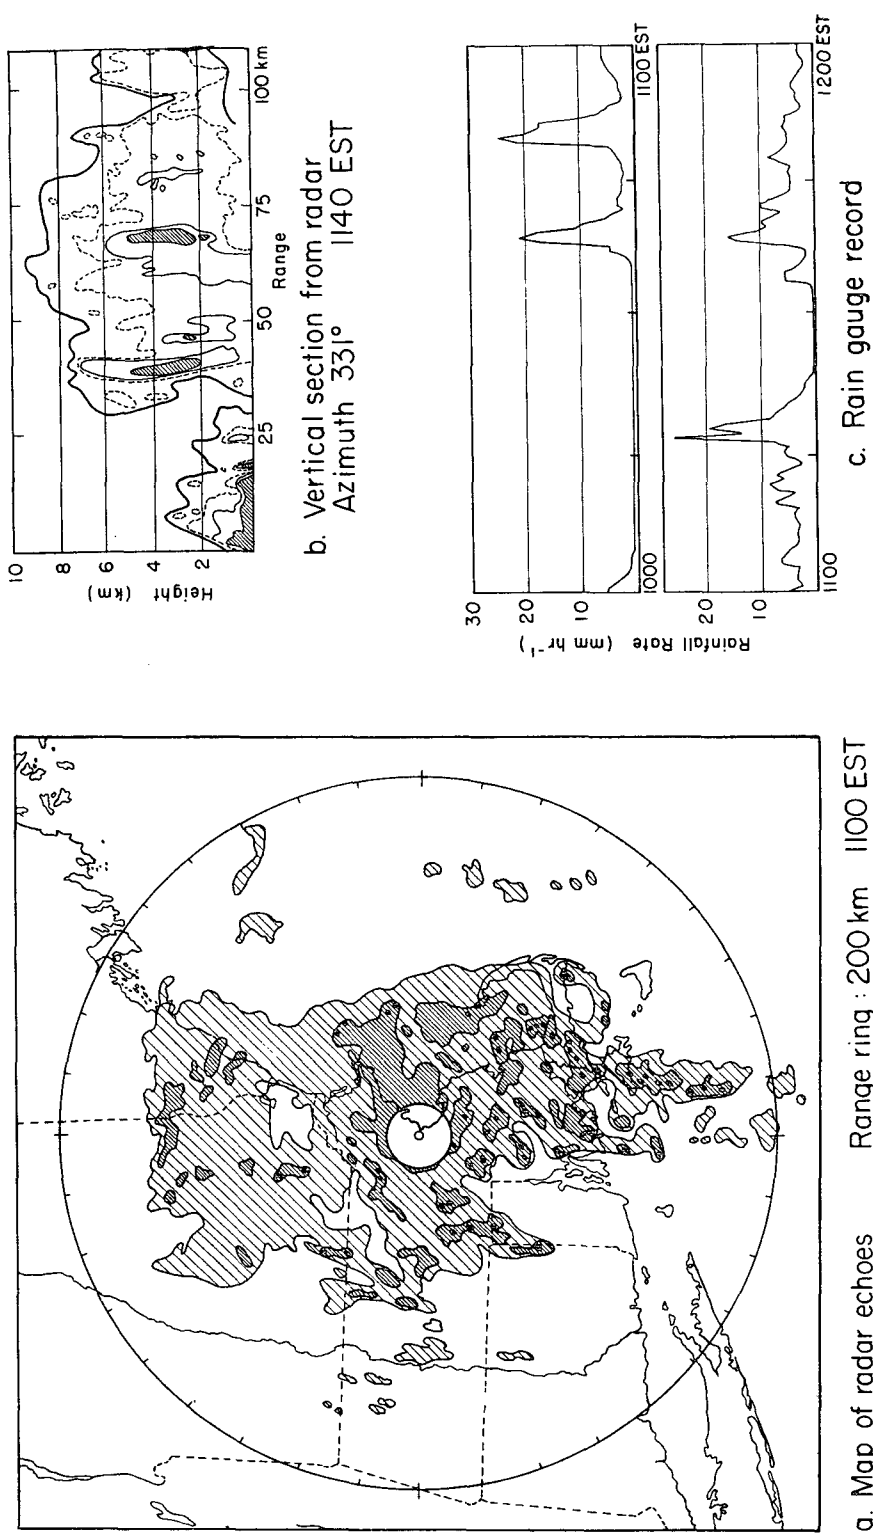 10
8
6
4
2
Height (km)
25
50
75
100 km
Range
b. Vertical section from radar
Azimuth 331° 1140 EST
30
20
10
1000
1100 EST
20
10
1100
1200 EST
Rainfall Rate (mm hr⁻¹)
c. Rain gauge record
a. Map of radar echoes Range ring : 200 km 1100 EST